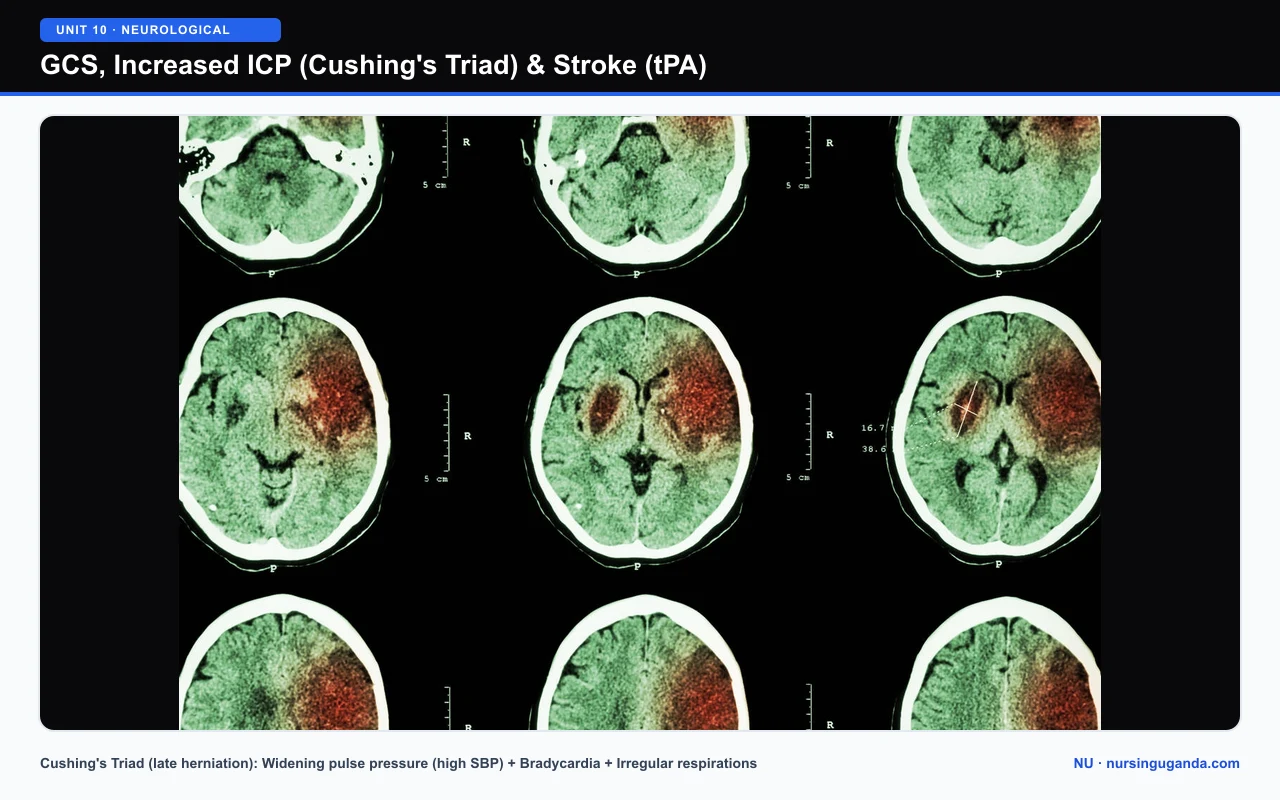 UNIT 10 · NEUROLOGICAL
GCS, Increased ICP (Cushing's Triad) & Stroke (tPA)
R
5 cm
R
5 cm
P
P
P
R
5 cm
R
5 cm
16.7
38.6
P
P
P
R
R
Cushing's Triad (late herniation): Widening pulse pressure (high SBP) + Bradycardia + Irregular respirations
NU · nursinguganda.com